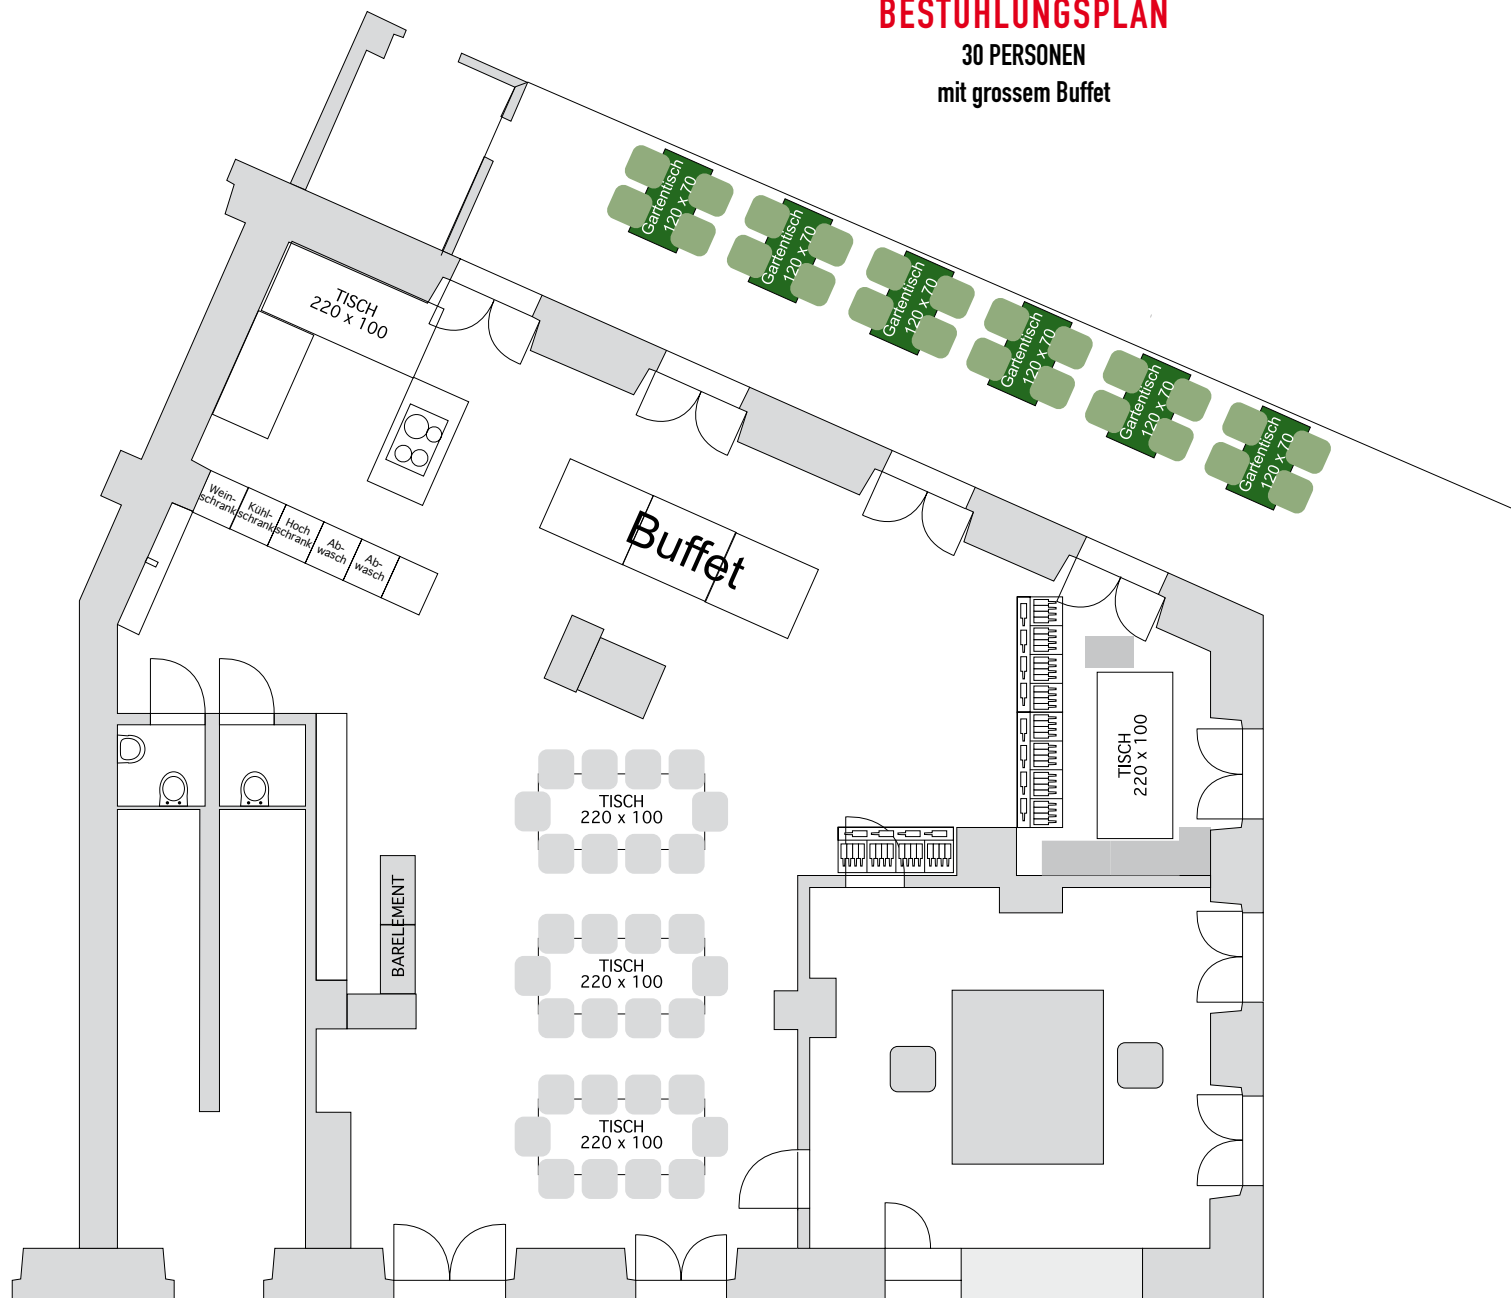 BESTUHLUNGSPLAN
30 PERSONEN
mit grossem Buffet
Gartentisch
120 x 70
Gartentisch
120 x 70
Gartentisch
120 x 70
Gartentisch
120 x 70
Gartentisch
120 x 70
Gartentisch
120 x 70
TISCH
220 x 100
Wein-
schrank
Kühl-
schrank
Hoch
schrank
Ab-
wasch
Ab-
wasch
Buffet
TISCH
220 x 100
TISCH
220 x 100
BARELEMENT
TISCH
220 x 100
TISCH
220 x 100